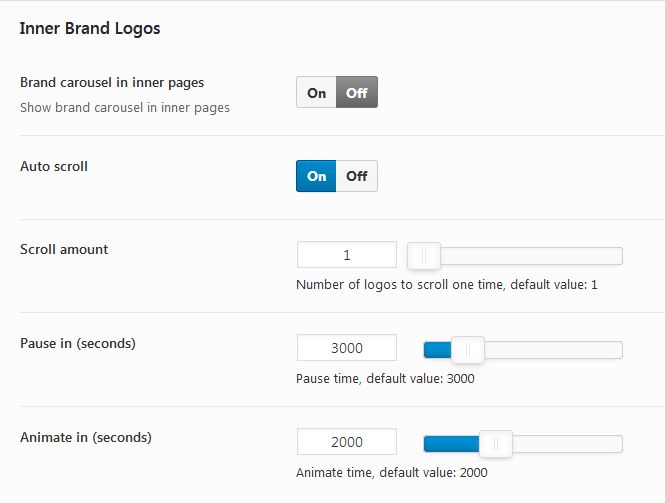 Inner Brand Logos
Brand carousel in inner pages
On Off
Show brand carousel in inner pages
Auto scroll
On Off
Scroll amount
1
Number of logos to scroll one time, default value: 1
Pause in (seconds)
3000
Pause time, default value: 3000
Animate in (seconds)
2000
Animate time, default value: 2000